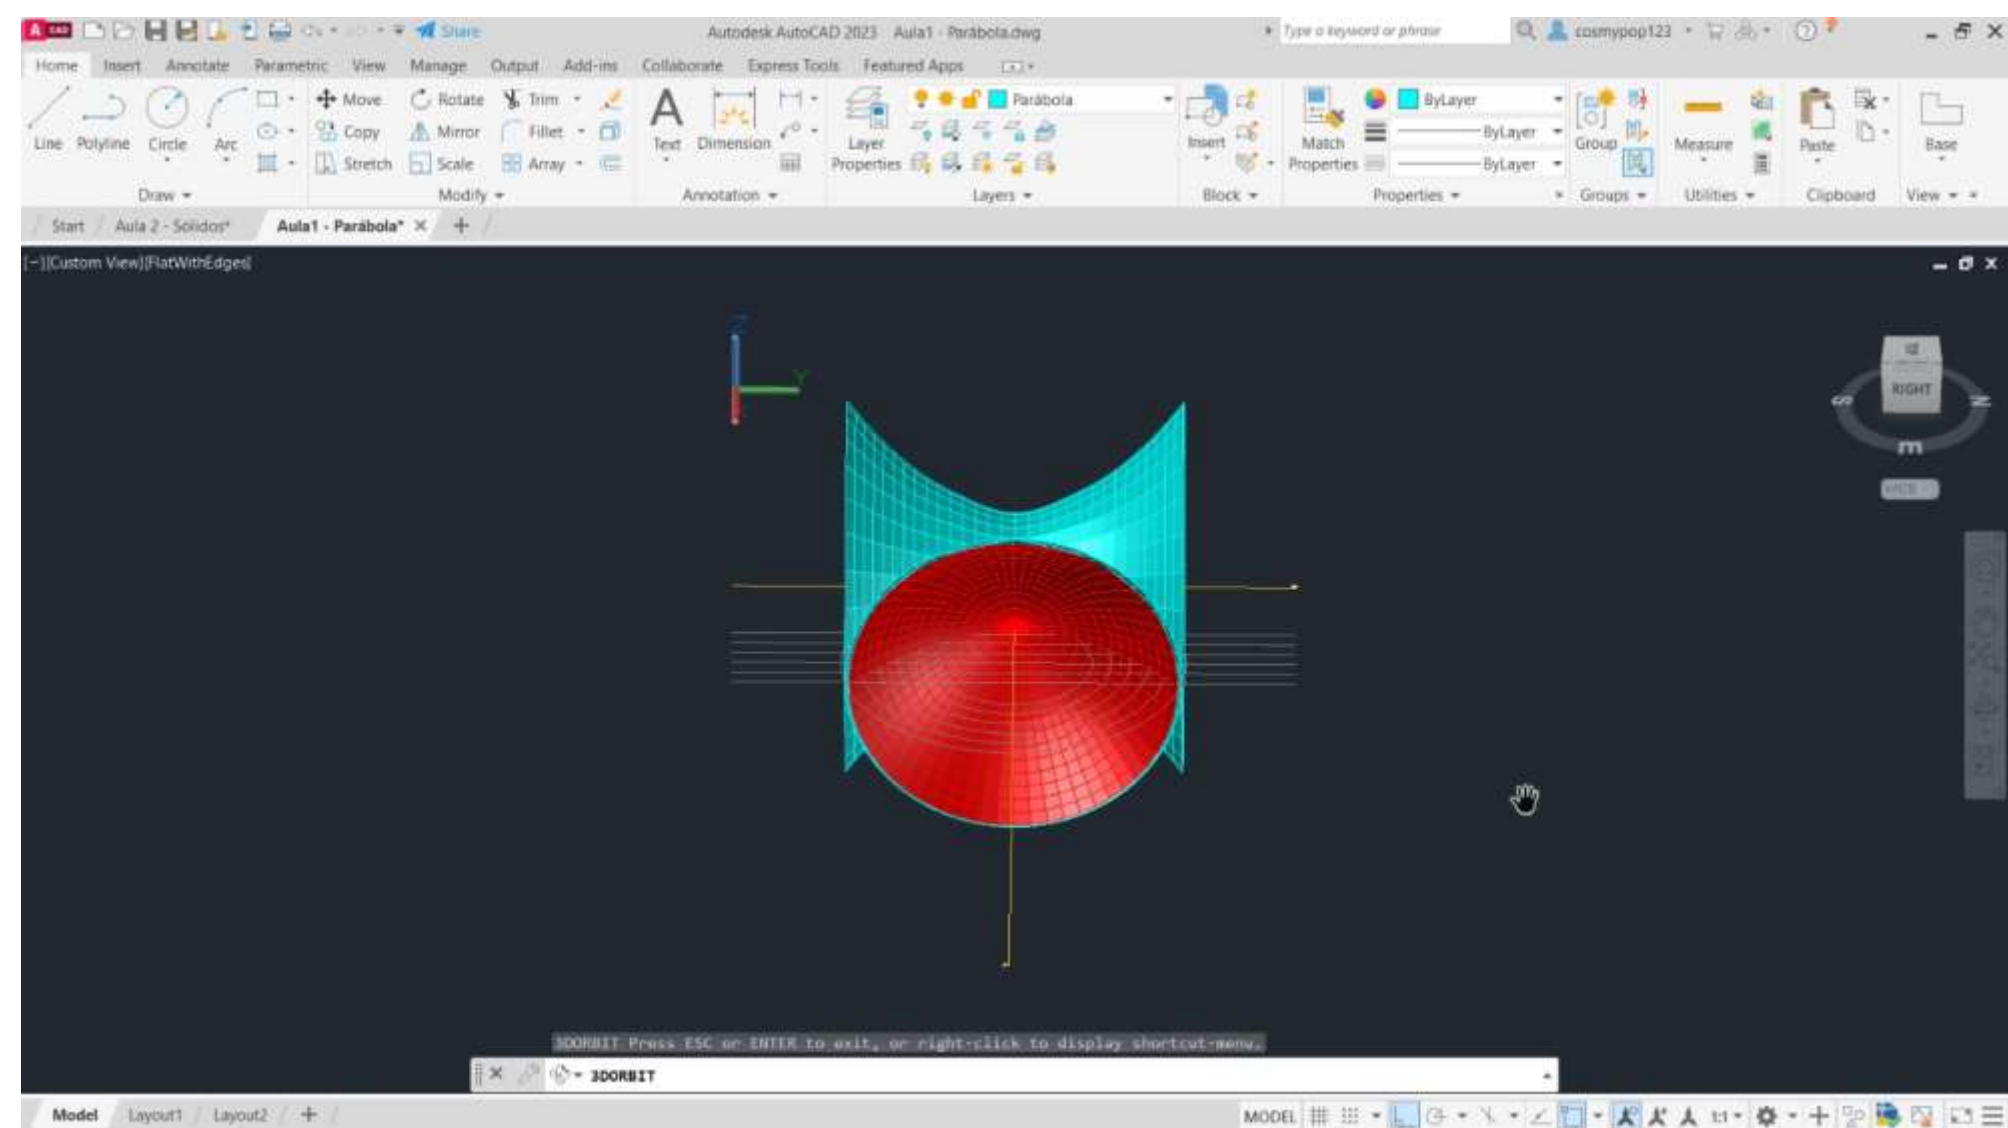 A CAD Share Autodesk AutoCAD 2023 Aula1 - Parábola.dwg Type a keyword or phrase cosmypop123
Home Insert Annotate Parametric View Manage Output Add-ins Collaborate Express Tools Featured Apps
Move Rotate Trim Parábola ByLayer
Copy Mirror Fillet ByLayer
Line Polyline Circle Arc Text Dimension Layer Insert Match Group Measure Paste Base
Stretch Scale Array Properties Properties ByLayer
Draw Modify Annotation Layers Block Properties Groups Utilities Clipboard View
Start Aula 2 - Sólidos* Aula1 - Parábola*
[-][Custom View][FlatWithEdges]
Z
Y
RIGHT
S
N
E
WCS
3DORBIT Press ESC or ENTER to exit, or right-click to display shortcut-menu.
3DORBIT
Model Layout1 Layout2 MODEL 1:1